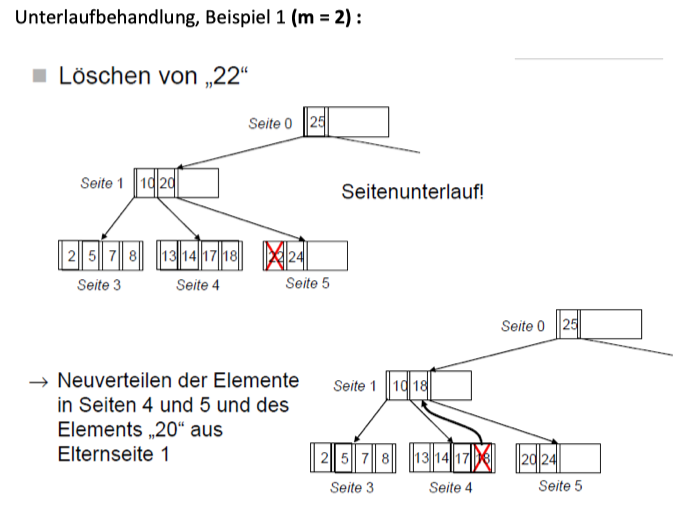 Unterlaufbehandlung, Beispiel 1 (m = 2) :
Löschen von „22“
Seite 0 25
Seite 1 10 20
Seitenunterlauf!
2 5 7 8 13 14 17 18 24
Seite 3 Seite 4 Seite 5
Seite 0 25
→ Neuverteilen der Elemente
in Seiten 4 und 5 und des
Elements „20“ aus
Elternseite 1
Seite 1 10 18
2 5 7 8 13 14 17 18 20 24
Seite 3 Seite 4 Seite 5